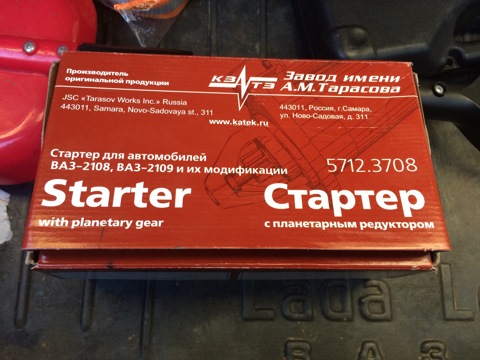 Производитель
оригинальной продукции
КЗАТЭ
Завод имени
А.М.Тарасова
JSC «Tarasov Works Inc.» Russia
443011, Samara, Novo-Sadovaya st., 311
443011, Россия, г.Самара,
ул. Ново-Садовая, д. 311
www.katek.ru
Стартер для автомобилей
ВАЗ-2108, ВАЗ-2109 и их модификации
5712.3708
Starter
Стартер
with planetary gear
с планетарным редуктором
Lada
ВАЗ